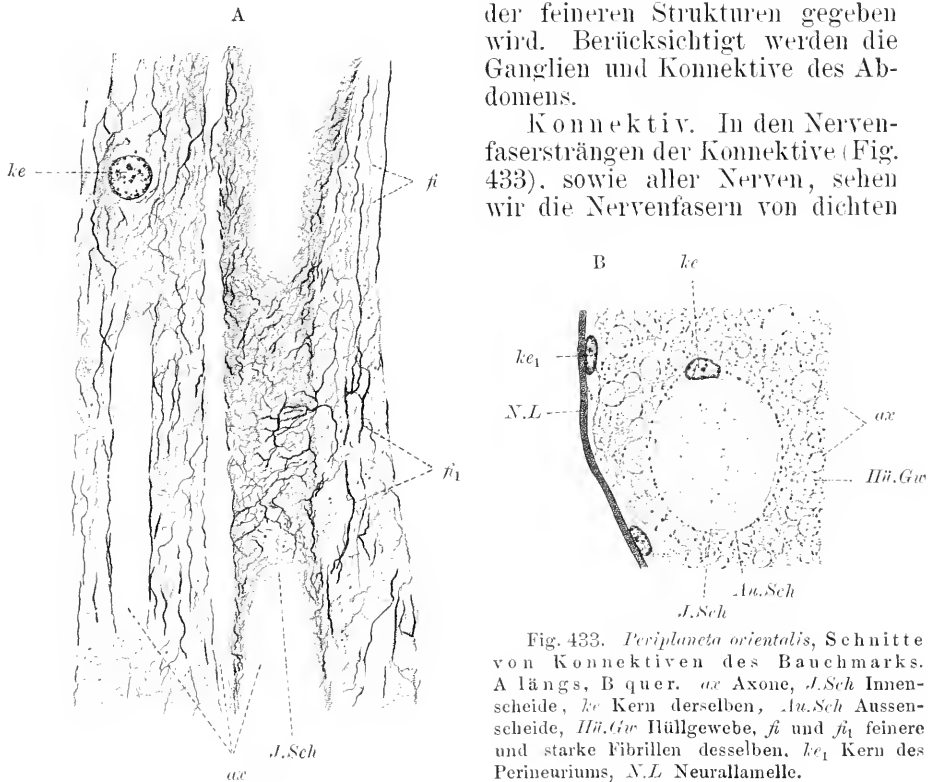 A
der feineren Strukturen gegeben
wird. Berücksichtigt werden die
Ganglien und Konnektive des Ab-
domens.
Konnektiv. In den Nerven-
fasersträngen der Konnektive (Fig.
433), sowie aller Nerven, sehen
wir die Nervenfasern von dichten
ke
fi
fi1
J.Sch
ax
B
ke
ke1
N.L
ax
Hü.Gw
Au.Sch
J.Sch
Fig. 433. Periplaneta orientalis, Schnitte
von Konnektiven des Bauchmarks.
A längs, B quer. ax Axone, J.Sch Innen-
scheide, ke Kern derselben, Au.Sch Aussen-
scheide, Hü.Gw Hüllgewebe, fi und fi1 feinere
und starke Fibrillen desselben. ke1 Kern des
Perineuriums, N.L Neurallamelle.